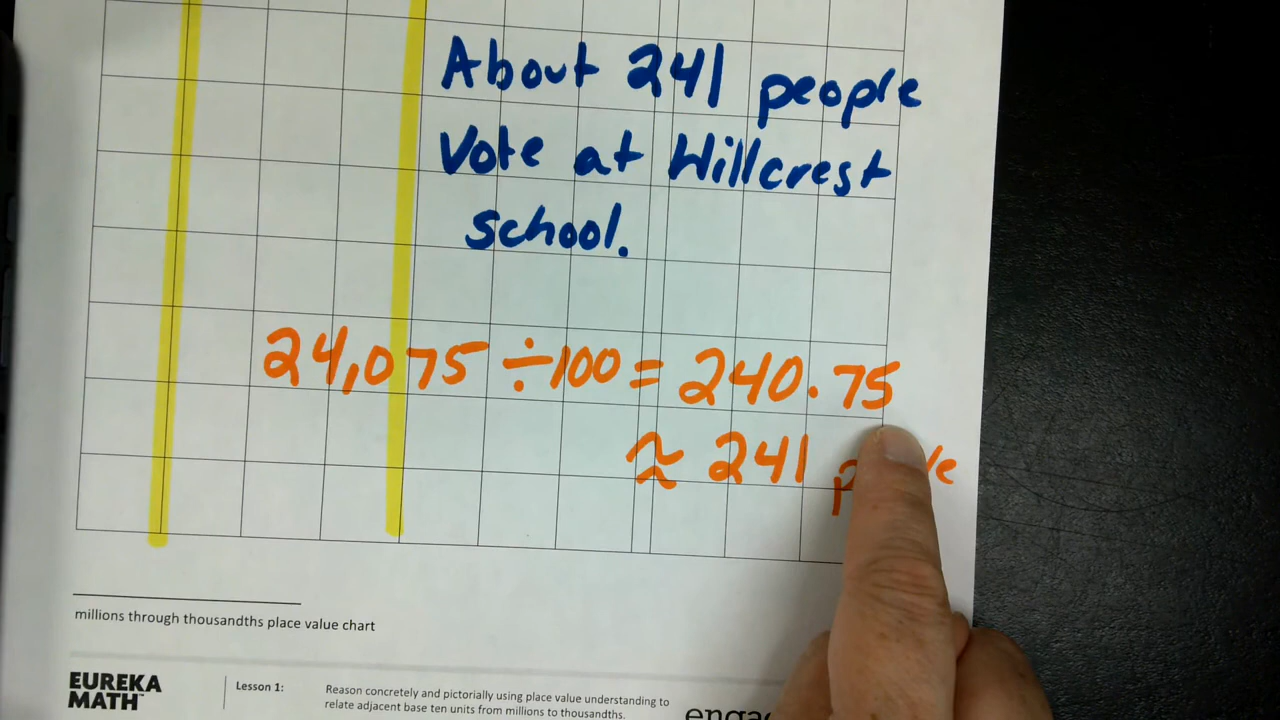 About 241 people
Vote at Hillcrest
school.
24,075 ÷100 = 240.75
≈ 241
millions through thousandths place value chart
EUREKA
MATH™
Lesson 1:
Reason concretely and pictorially using place value understanding to
relate adjacent base ten units from millions to thousandths.